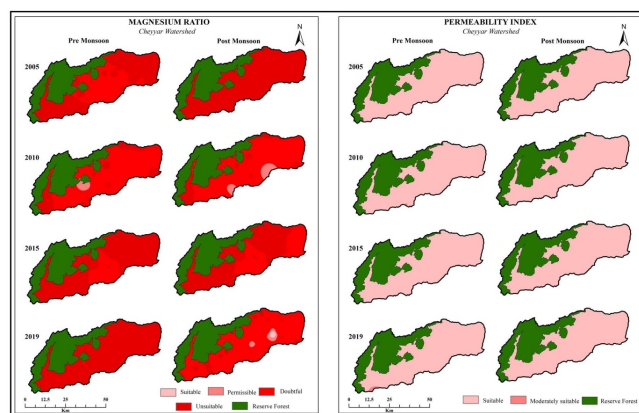 MAGNESIUM RATIO
Cheyyar Watershed
N
Pre Monsoon
Post Monsoon
2005
2010
2015
2019
0 12.5 25 50
Km
Suitable
Permissible
Doubtful
Unsuitable
Reserve Forest
PERMEABILITY INDEX
Cheyyar Watershed
N
Pre Monsoon
Post Monsoon
2005
2010
2015
2019
0 12.5 25 50
Km
Suitable
Moderately suitable
Reserve Forest